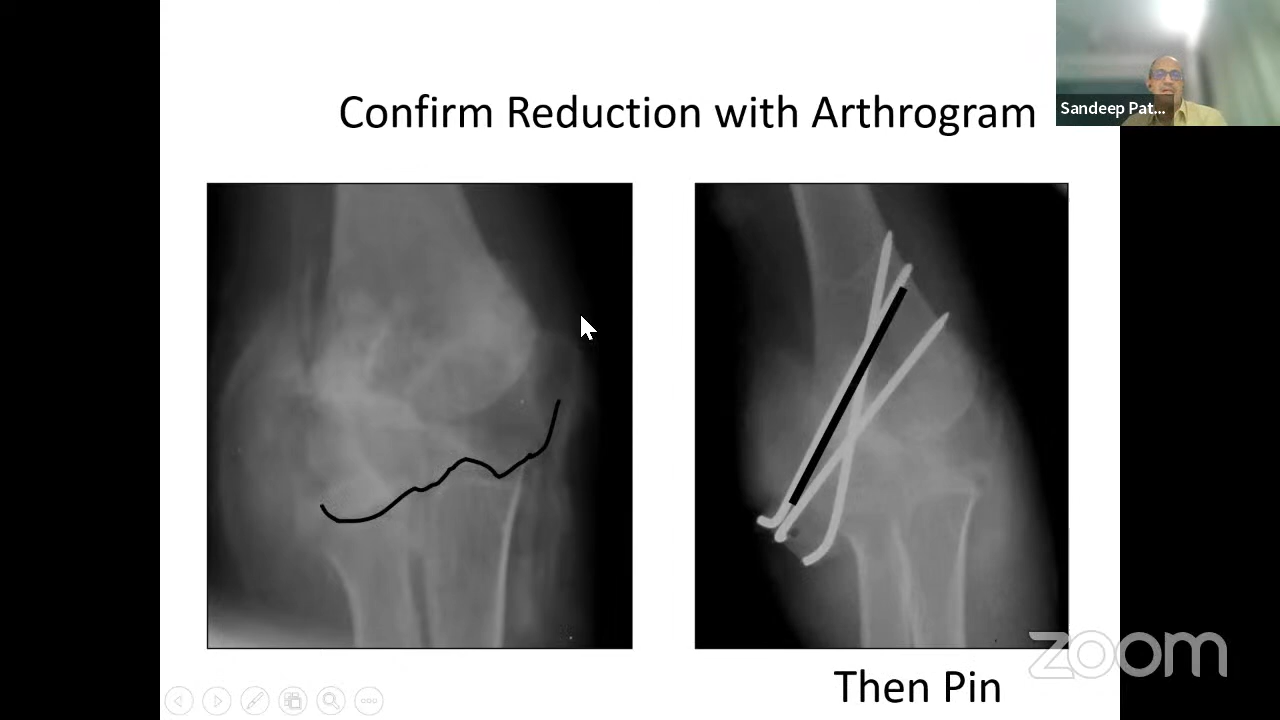 Confirm Reduction with Arthrogram
Sandeep Pat...
Then Pin
zoom